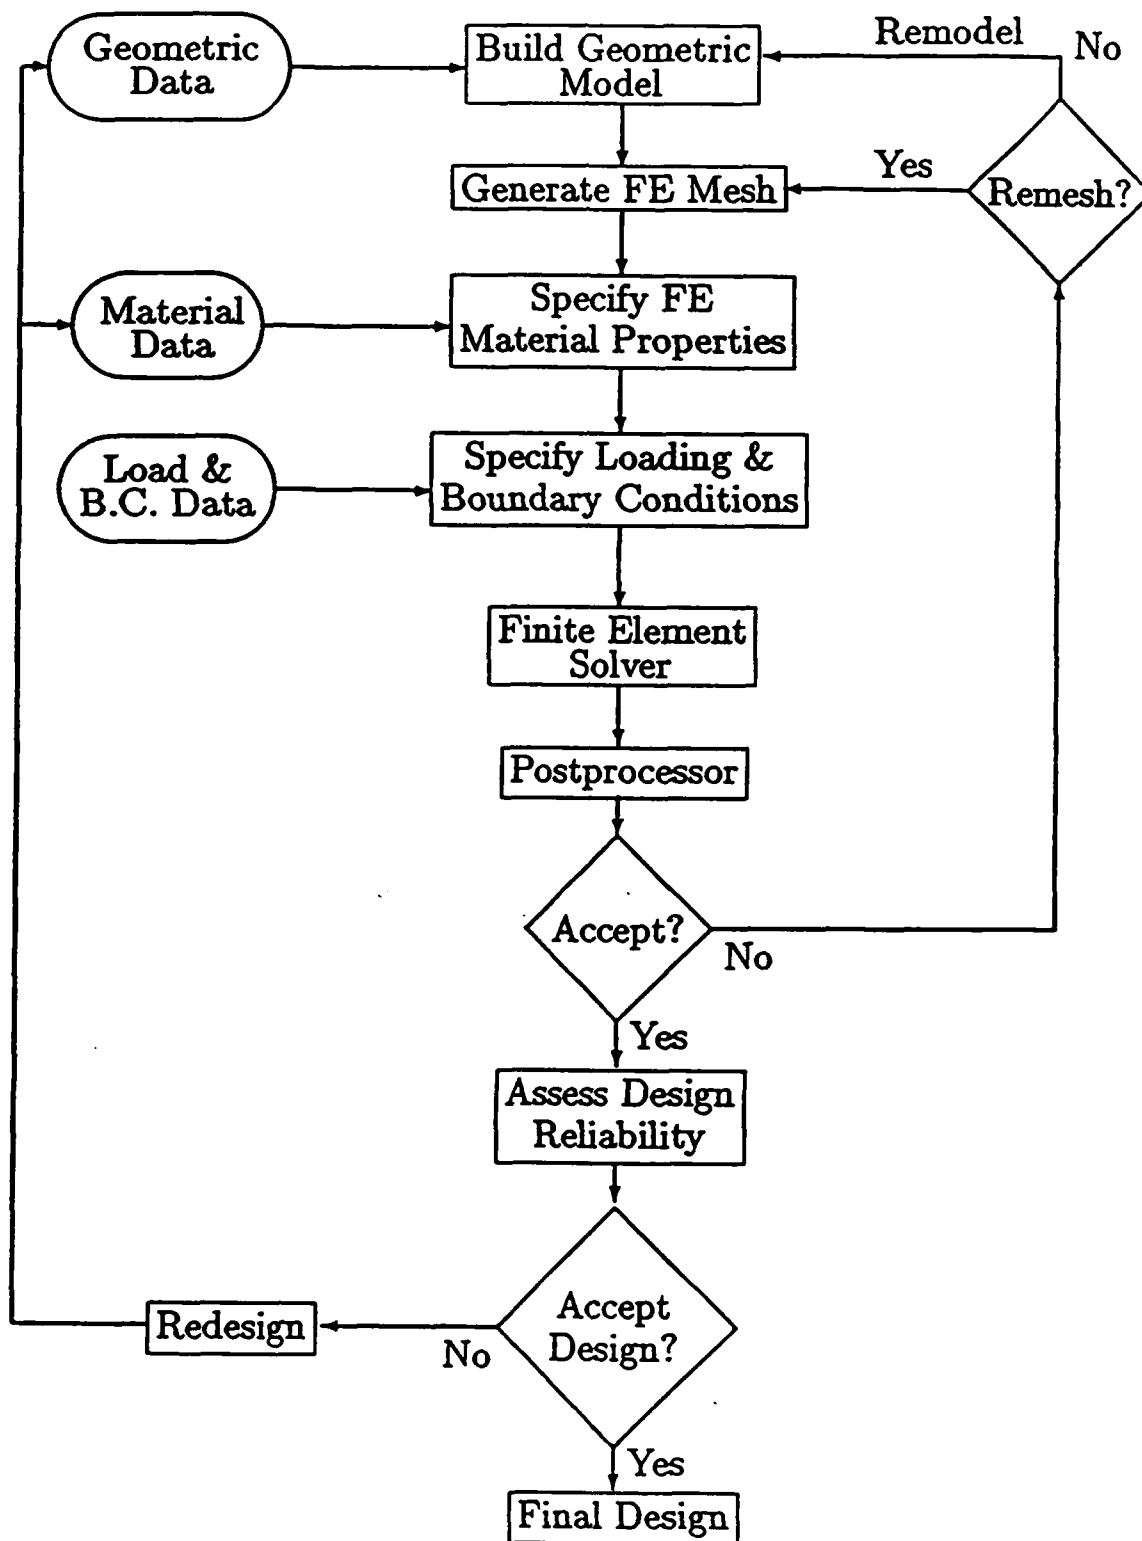 Geometric
Data
Build Geometric
Model
Remodel
No
Generate FE Mesh
Yes
Remesh?
Material
Data
Specify FE
Material Properties
Load &
B.C. Data
Specify Loading &
Boundary Conditions
Finite Element
Solver
Postprocessor
Accept?
No
Yes
Assess Design
Reliability
Accept
Design?
No
Redesign
Yes
Final Design